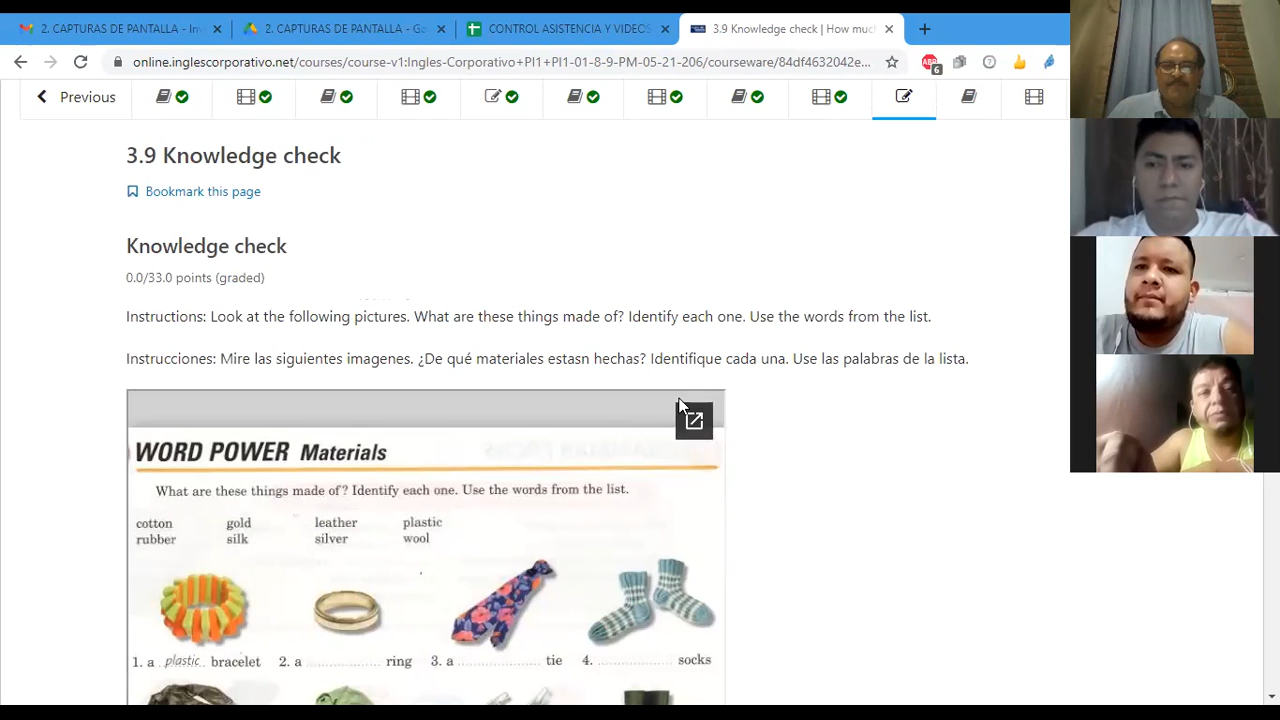 2. CAPTURAS DE PANTALLA - Inv
2. CAPTURAS DE PANTALLA - Go
CONTROL ASISTENCIA Y VIDEOS
3.9 Knowledge check | How muc
online.inglescorporativo.net/courses/course-v1:Ingles-Corporativo+PI1+PI1-01-8-9-PM-05-21-206/courseware/84df4632042e...
ABP
6
Previous
3.9 Knowledge check
Bookmark this page
Knowledge check
0.0/33.0 points (graded)
Instructions: Look at the following pictures. What are these things made of? Identify each one. Use the words from the list.
Instrucciones: Mire las siguientes imagenes. ¿De qué materiales estasn hechas? Identifique cada una. Use las palabras de la lista.
WORD POWER Materials
What are these things made of? Identify each one. Use the words from the list.
cotton gold leather plastic
rubber silk silver wool
1. a ..plastic.. bracelet 2. a .................. ring 3. a .................... tie 4. .................. socks